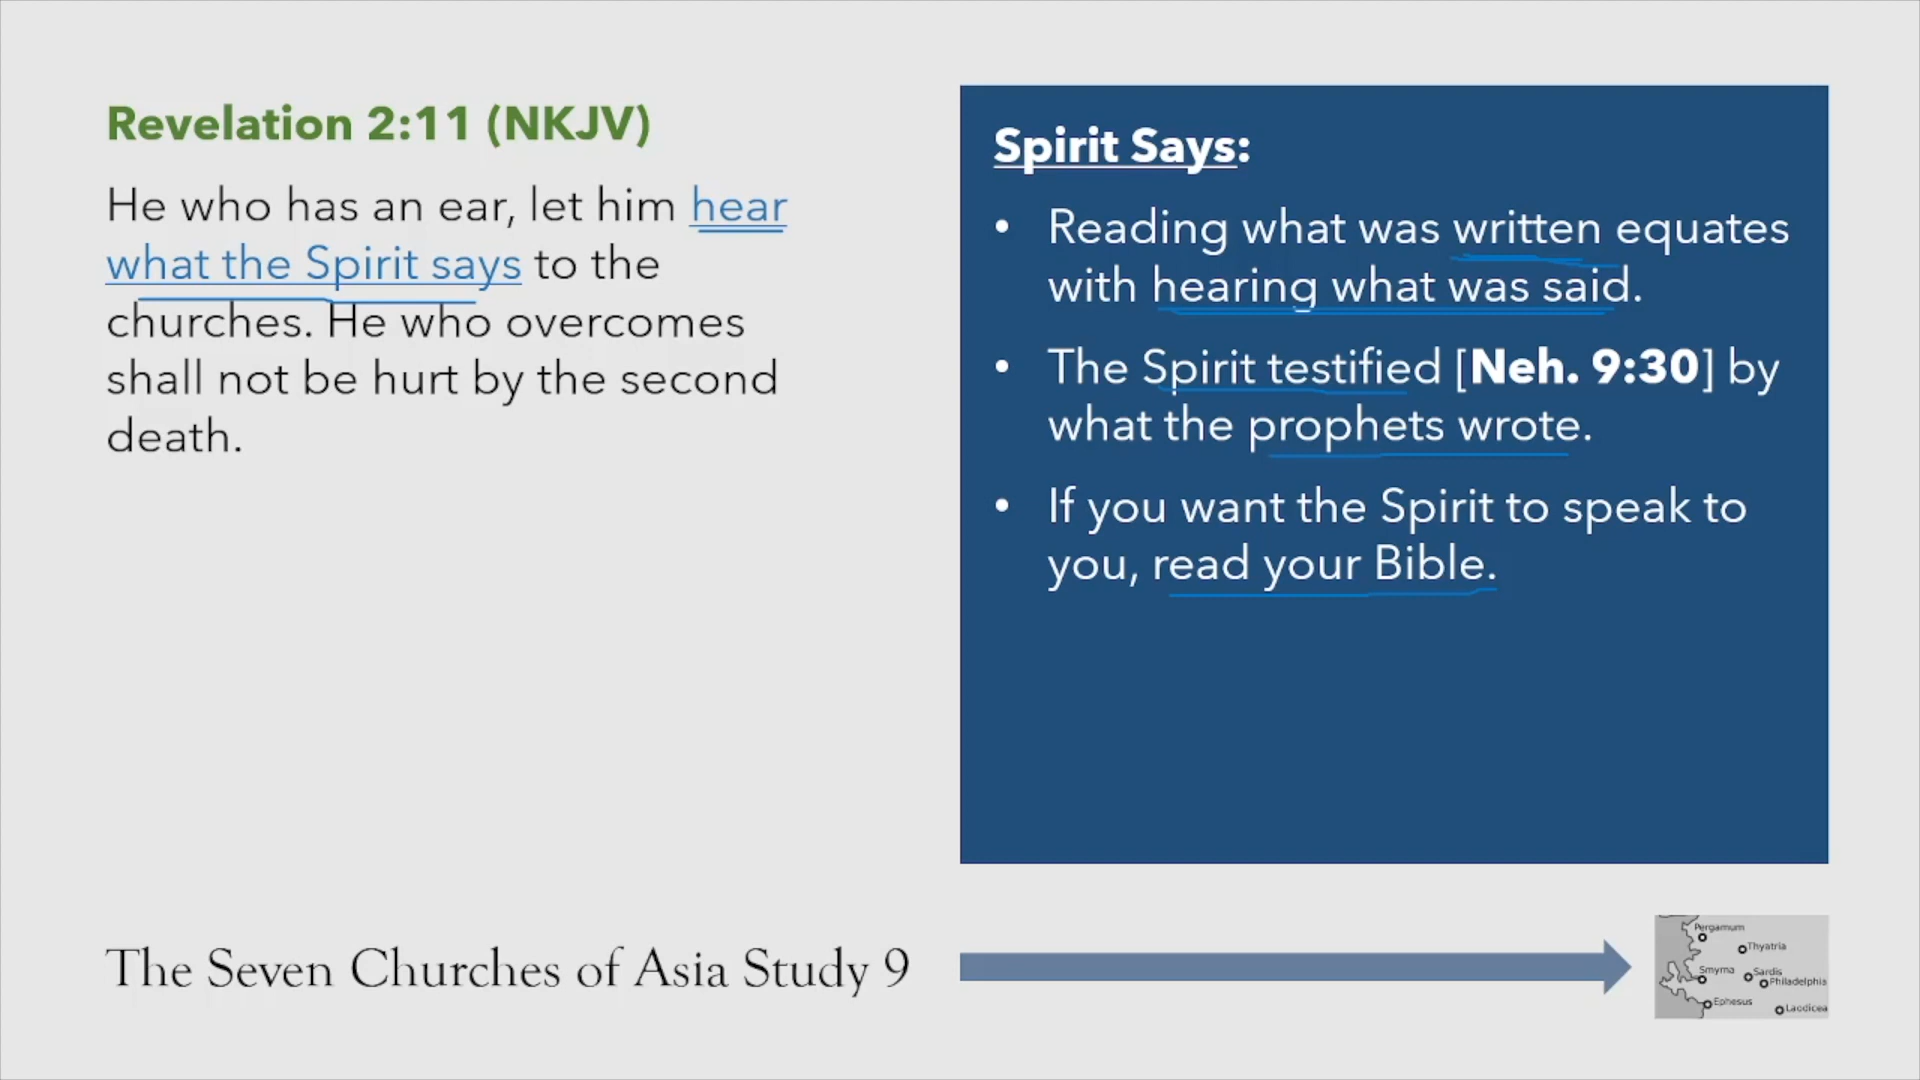 Revelation 2:11 (NKJV)
He who has an ear, let him hear
what the Spirit says to the
churches. He who overcomes
shall not be hurt by the second
death.
Spirit Says:
• Reading what was written equates
with hearing what was said.
• The Spirit testified [Neh. 9:30] by
what the prophets wrote.
• If you want the Spirit to speak to
you, read your Bible.
The Seven Churches of Asia Study 9
Pergamum
Thyatria
Smyrna
Sardis
Philadelphia
Ephesus
Laodicea